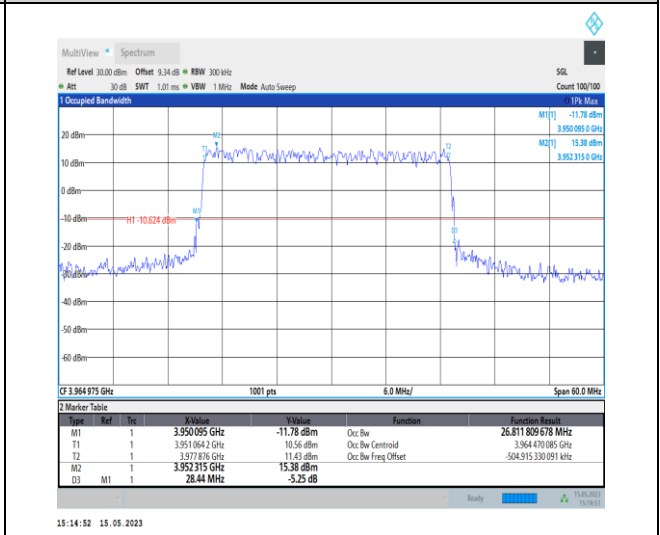 MultiView Spectrum
Ref Level 30.00 dBm Offset 9.34 dB RBW 300 kHz SGL
Att 30 dB SWT 1.01 ms VBW 1 MHz Mode Auto Sweep Count 100/100
1 Occupied Bandwidth 1Pk Max
M1[1] -11.78 dBm
3.950 095 0 GHz
20 dBm M2 M2[1] 15.38 dBm
T1 T2 3.952 315 0 GHz
10 dBm
0 dBm
M1
-10 dBm H1 -10.624 dBm
D3
-20 dBm
-30 dBm
-40 dBm
-50 dBm
-60 dBm
CF 3.964 975 GHz 1001 pts 6.0 MHz/ Span 60.0 MHz
2 Marker Table
Type Ref Trc X-Value Y-Value Function Function Result
M1 1 3.950 095 GHz -11.78 dBm Occ Bw 26.811 809 678 MHz
T1 1 3.951 064 2 GHz 10.56 dBm Occ Bw Centroid 3.964 470 085 GHz
T2 1 3.977 876 GHz 11.43 dBm Occ Bw Freq Offset -504.915 330 091 kHz
M2 1 3.952 315 GHz 15.38 dBm
D3 M1 1 28.44 MHz -5.25 dB
Ready 15.05.2023
15:14:51
15:14:52 15.05.2023